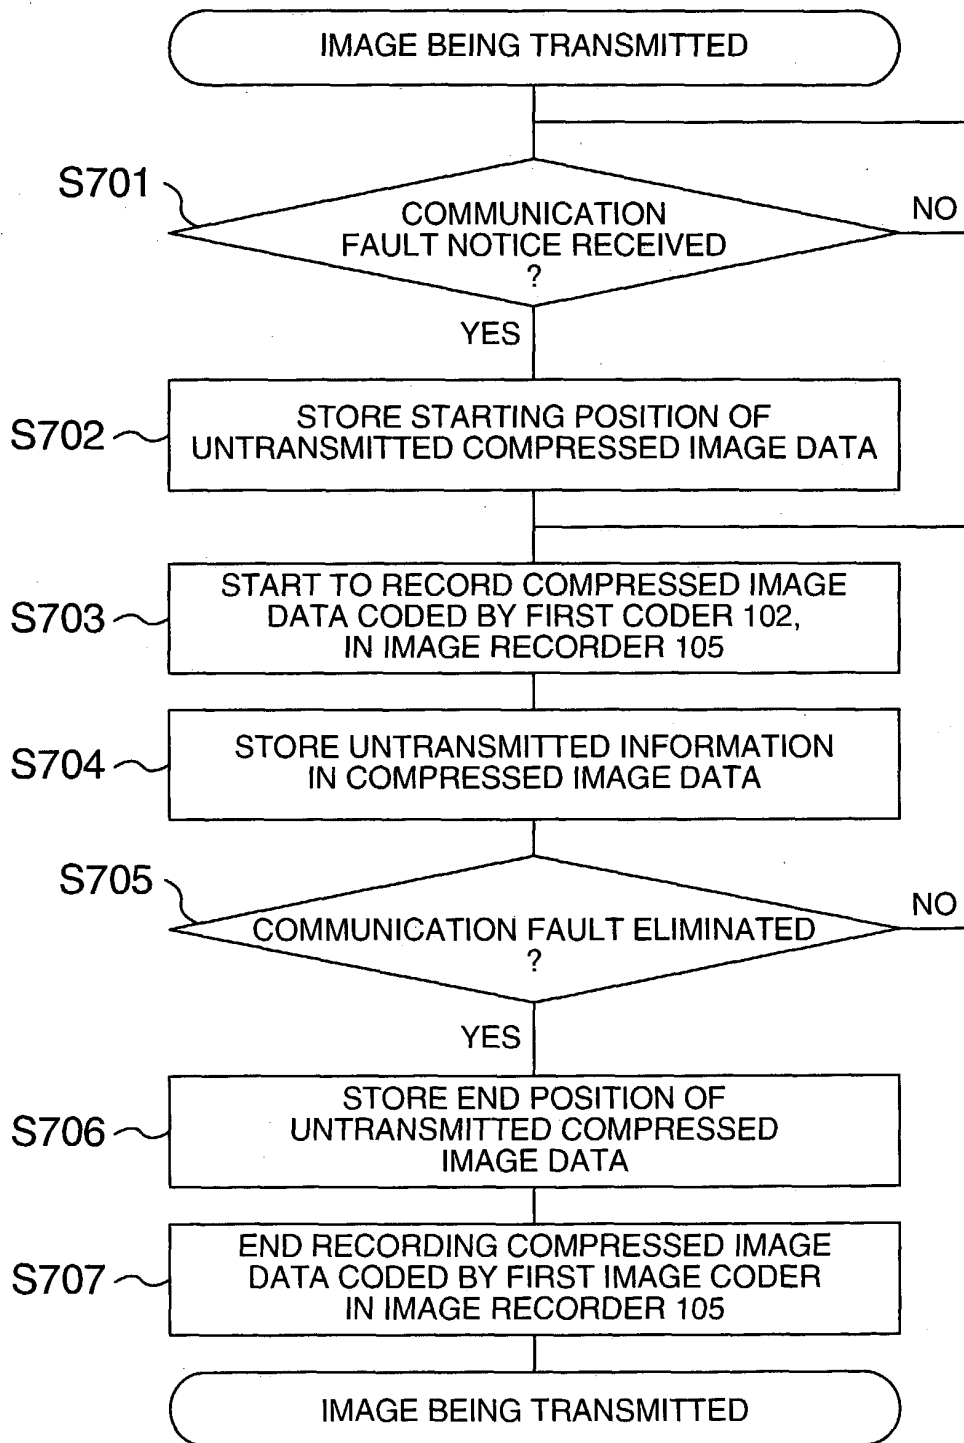 IMAGE BEING TRANSMITTED
S701
COMMUNICATION
FAULT NOTICE RECEIVED
?
NO
YES
S702
STORE STARTING POSITION OF
UNTRANSMITTED COMPRESSED IMAGE DATA
S703
START TO RECORD COMPRESSED IMAGE
DATA CODED BY FIRST CODER 102,
IN IMAGE RECORDER 105
S704
STORE UNTRANSMITTED INFORMATION
IN COMPRESSED IMAGE DATA
S705
COMMUNICATION FAULT ELIMINATED
?
NO
YES
S706
STORE END POSITION OF
UNTRANSMITTED COMPRESSED
IMAGE DATA
S707
END RECORDING COMPRESSED IMAGE
DATA CODED BY FIRST IMAGE CODER
IN IMAGE RECORDER 105
IMAGE BEING TRANSMITTED